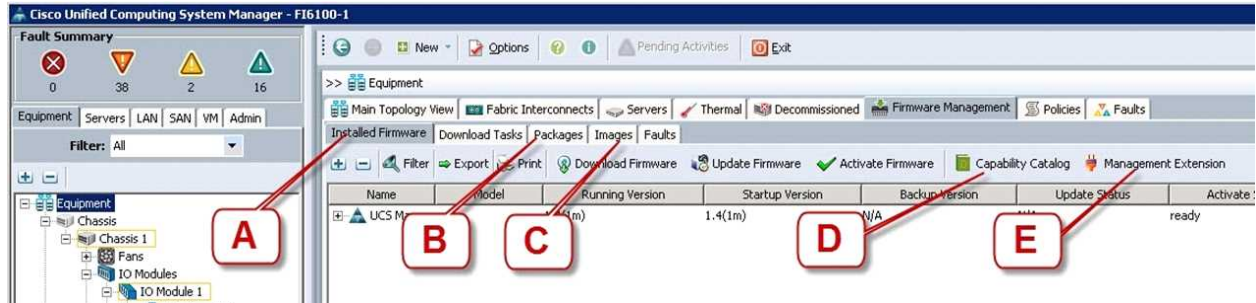 Cisco Unified Computing System Manager - FI6100-1
Fault Summary
0 38 2 16
New Options Pending Activities Exit
>> Equipment
Equipment Servers LAN SAN VM Admin
Main Topology View Fabric Interconnects Servers Thermal Decommissioned Firmware Management Policies Faults
Installed Firmware Download Tasks Packages Images Faults
Filter: All
Filter Export Print Download Firmware Update Firmware Activate Firmware Capability Catalog Management Extension
Name Model Running Version Startup Version Backup Version Update Status Activate
UCS Ma 1.4(1m) N/A ready
Equipment
Chassis
Chassis 1
Fans
IO Modules
IO Module 1
A
B
C
D
E